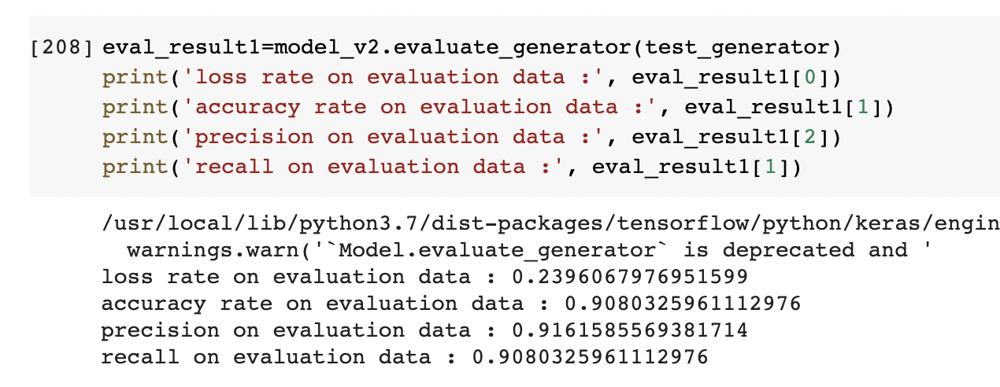 [208] eval_result1=model_v2.evaluate_generator(test_generator)
print('loss rate on evaluation data :', eval_result1[0])
print('accuracy rate on evaluation data :', eval_result1[1])
print('precision on evaluation data :', eval_result1[2])
print('recall on evaluation data :', eval_result1[1])
/usr/local/lib/python3.7/dist-packages/tensorflow/python/keras/engin
warnings.warn('`Model.evaluate_generator` is deprecated and '
loss rate on evaluation data : 0.2396067976951599
accuracy rate on evaluation data : 0.9080325961112976
precision on evaluation data : 0.9161585569381714
recall on evaluation data : 0.9080325961112976